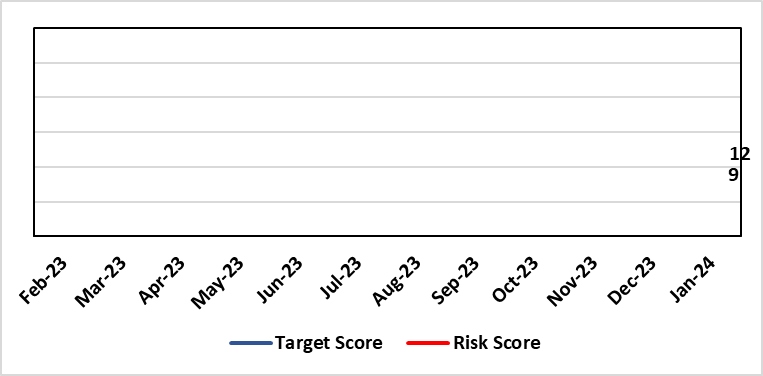 12
9
Feb-23
Mar-23
Apr-23
May-23
Jun-23
Jul-23
Aug-23
Sep-23
Oct-23
Nov-23
Dec-23
Jan-24
Target Score
Risk Score